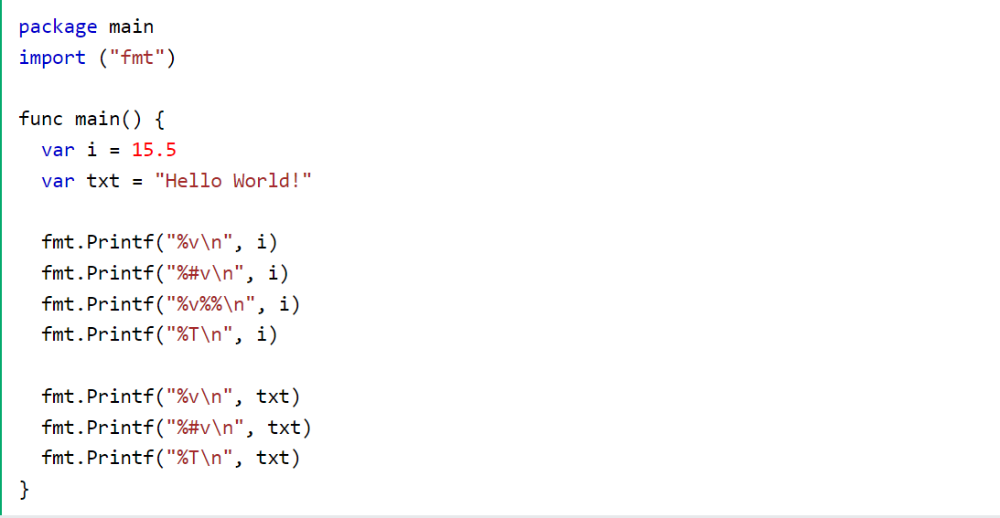 package main
import ("fmt")
func main() {
var i = 15.5
var txt = "Hello World!"
fmt.Printf("%v\n", i)
fmt.Printf("%#v\n", i)
fmt.Printf("%v%%\n", i)
fmt.Printf("%T\n", i)
fmt.Printf("%v\n", txt)
fmt.Printf("%#v\n", txt)
fmt.Printf("%T\n", txt)
}